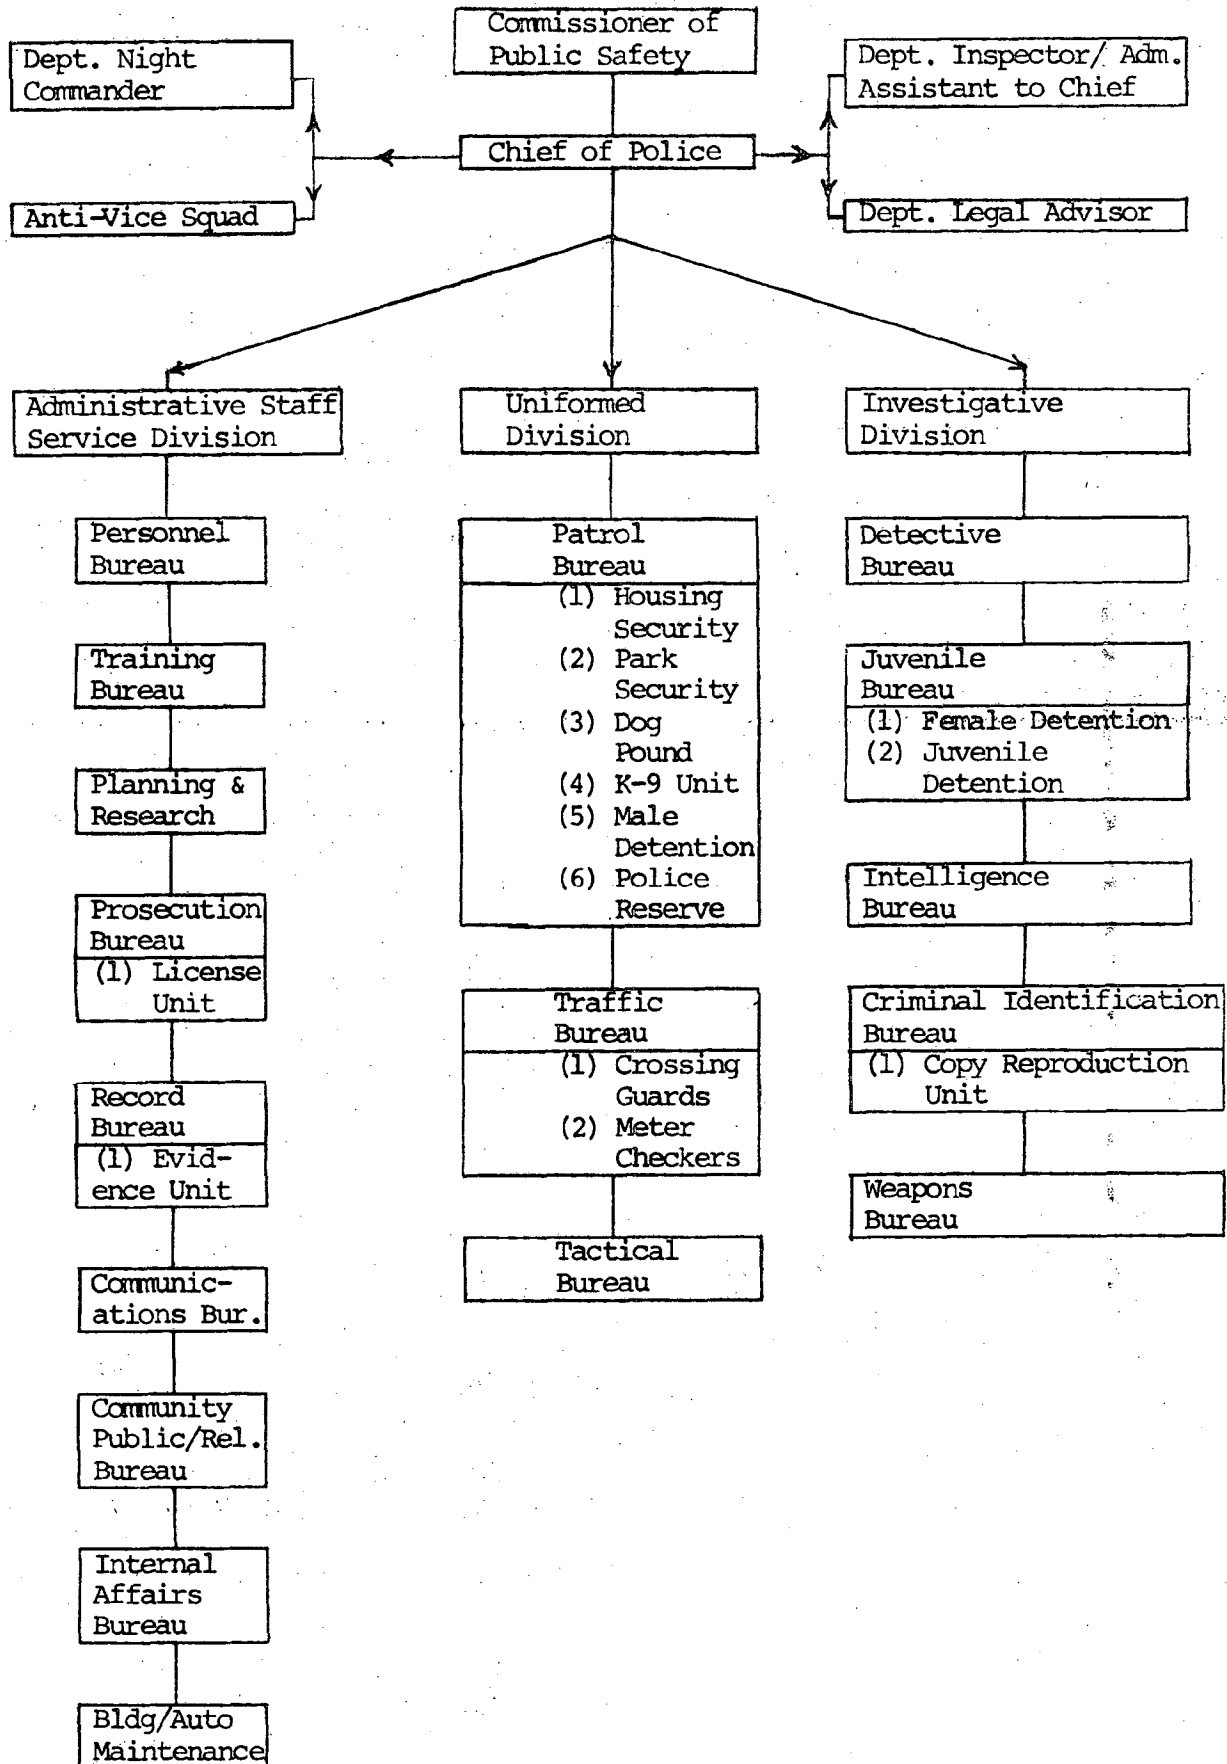 Commissioner of
Public Safety
Dept. Night
Commander
Dept. Inspector/ Adm.
Assistant to Chief
Chief of Police
Anti-Vice Squad
Dept. Legal Advisor
Administrative Staff
Service Division
Personnel
Bureau
Training
Bureau
Planning &
Research
Prosecution
Bureau
(1) License
Unit
Record
Bureau
(1) Evid-
ence Unit
Communic-
ations Bur.
Community
Public/Rel.
Bureau
Internal
Affairs
Bureau
Bldg/Auto
Maintenance
Uniformed
Division
Patrol
Bureau
(1) Housing
Security
(2) Park
Security
(3) Dog
Pound
(4) K-9 Unit
(5) Male
Detention
(6) Police
Reserve
Traffic
Bureau
(1) Crossing
Guards
(2) Meter
Checkers
Tactical
Bureau
Investigative
Division
Detective
Bureau
Juvenile
Bureau
(1) Female Detention
(2) Juvenile
Detention
Intelligence
Bureau
Criminal Identification
Bureau
(1) Copy Reproduction
Unit
Weapons
Bureau